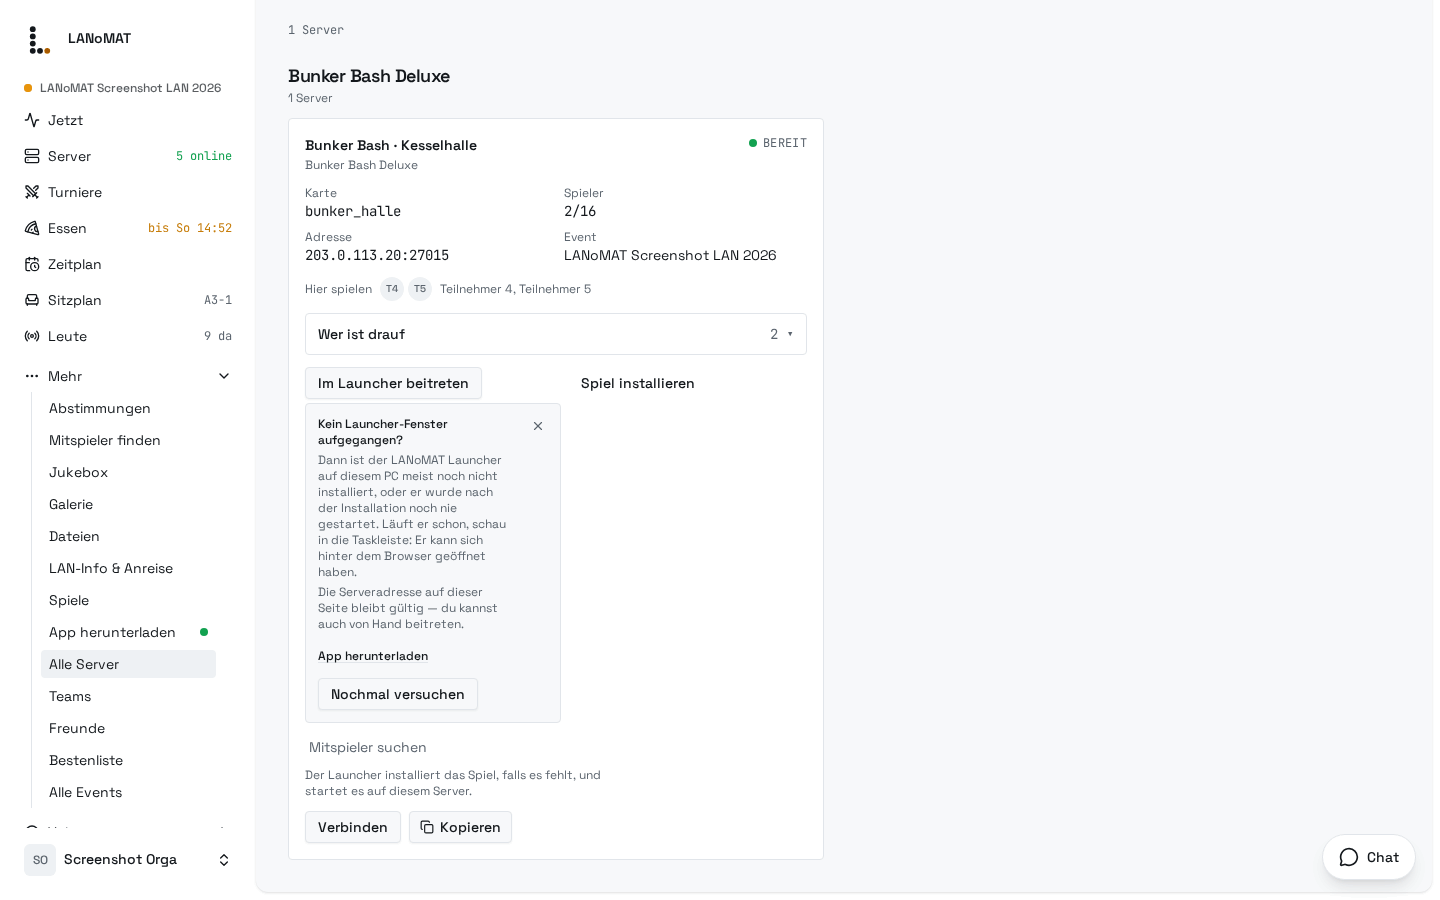 LANoMAT
LANoMAT Screenshot LAN 2026
Jetzt
Server 5 online
Turniere
Essen bis So 14:52
Zeitplan
Sitzplan A3-1
Leute 9 da
Mehr
Abstimmungen
Mitspieler finden
Jukebox
Galerie
Dateien
LAN-Info & Anreise
Spiele
App herunterladen
Alle Server
Teams
Freunde
Bestenliste
Alle Events
SO Screenshot Orga
1 Server
Bunker Bash Deluxe
1 Server
Bunker Bash · Kesselhalle BEREIT
Bunker Bash Deluxe
Karte Spieler
bunker_halle 2/16
Adresse Event
203.0.113.20:27015 LANoMAT Screenshot LAN 2026
Hier spielen T4 T5 Teilnehmer 4, Teilnehmer 5
Wer ist drauf 2
Im Launcher beitreten Spiel installieren
Kein Launcher-Fenster
aufgegangen?
Dann ist der LANoMAT Launcher
auf diesem PC meist noch nicht
installiert, oder er wurde nach
der Installation noch nie
gestartet. Läuft er schon, schau
in die Taskleiste: Er kann sich
hinter dem Browser geöffnet
haben.
Die Serveradresse auf dieser
Seite bleibt gültig — du kannst
auch von Hand beitreten.
App herunterladen
Nochmal versuchen
Mitspieler suchen
Der Launcher installiert das Spiel, falls es fehlt, und
startet es auf diesem Server.
Verbinden Kopieren
Chat